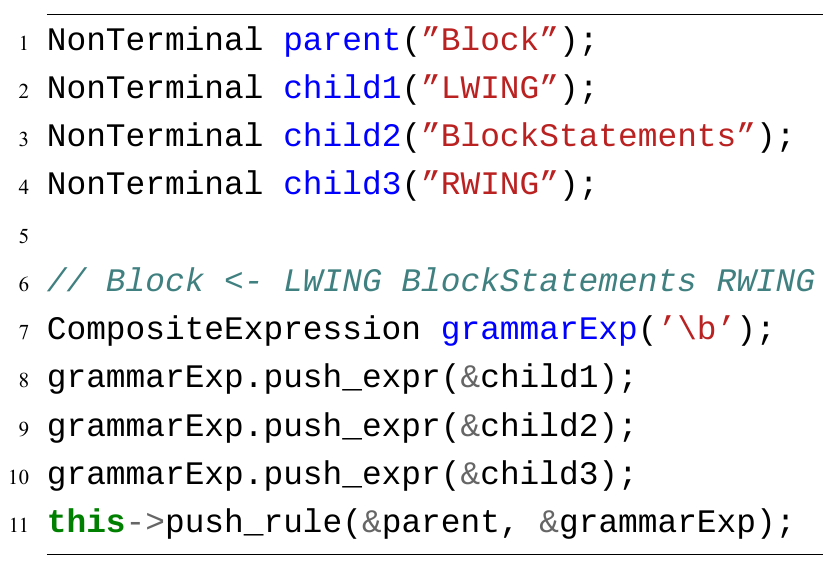 1 NonTerminal parent(”Block”);
2 NonTerminal child1(”LWING”);
3 NonTerminal child2(”BlockStatements”);
4 NonTerminal child3(”RWING”);
5
6 // Block <- LWING BlockStatements RWING
7 CompositeExpression grammarExp(’\b’);
8 grammarExp.push_expr(&child1);
9 grammarExp.push_expr(&child2);
10 grammarExp.push_expr(&child3);
11 this->push_rule(&parent, &grammarExp);